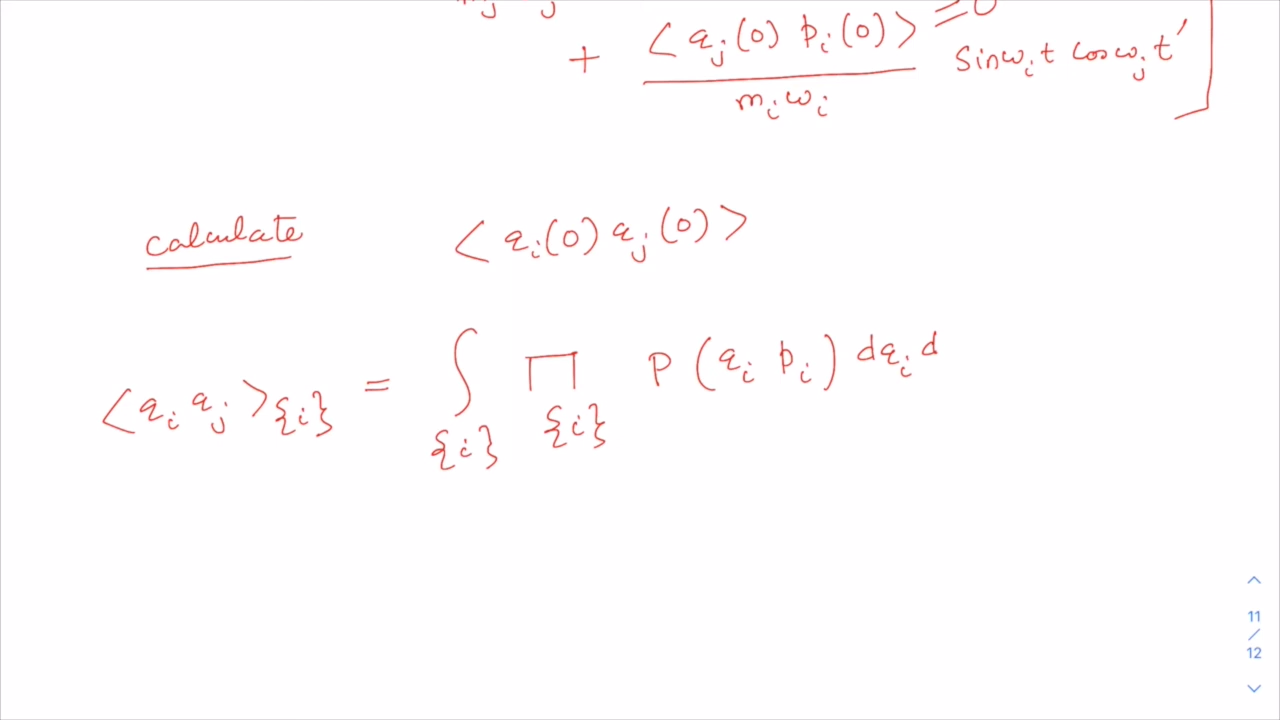 + < q_j(0) p_i(0) > / m_i ω_i = 0 Sin ω_i t Cos ω_j t′ ]
calculate < q_i(0) q_j(0) >
< q_i q_j >_{i} = ∫_{i} ∏_{i} P ( q_i p_i ) dq_i d
11
/
12